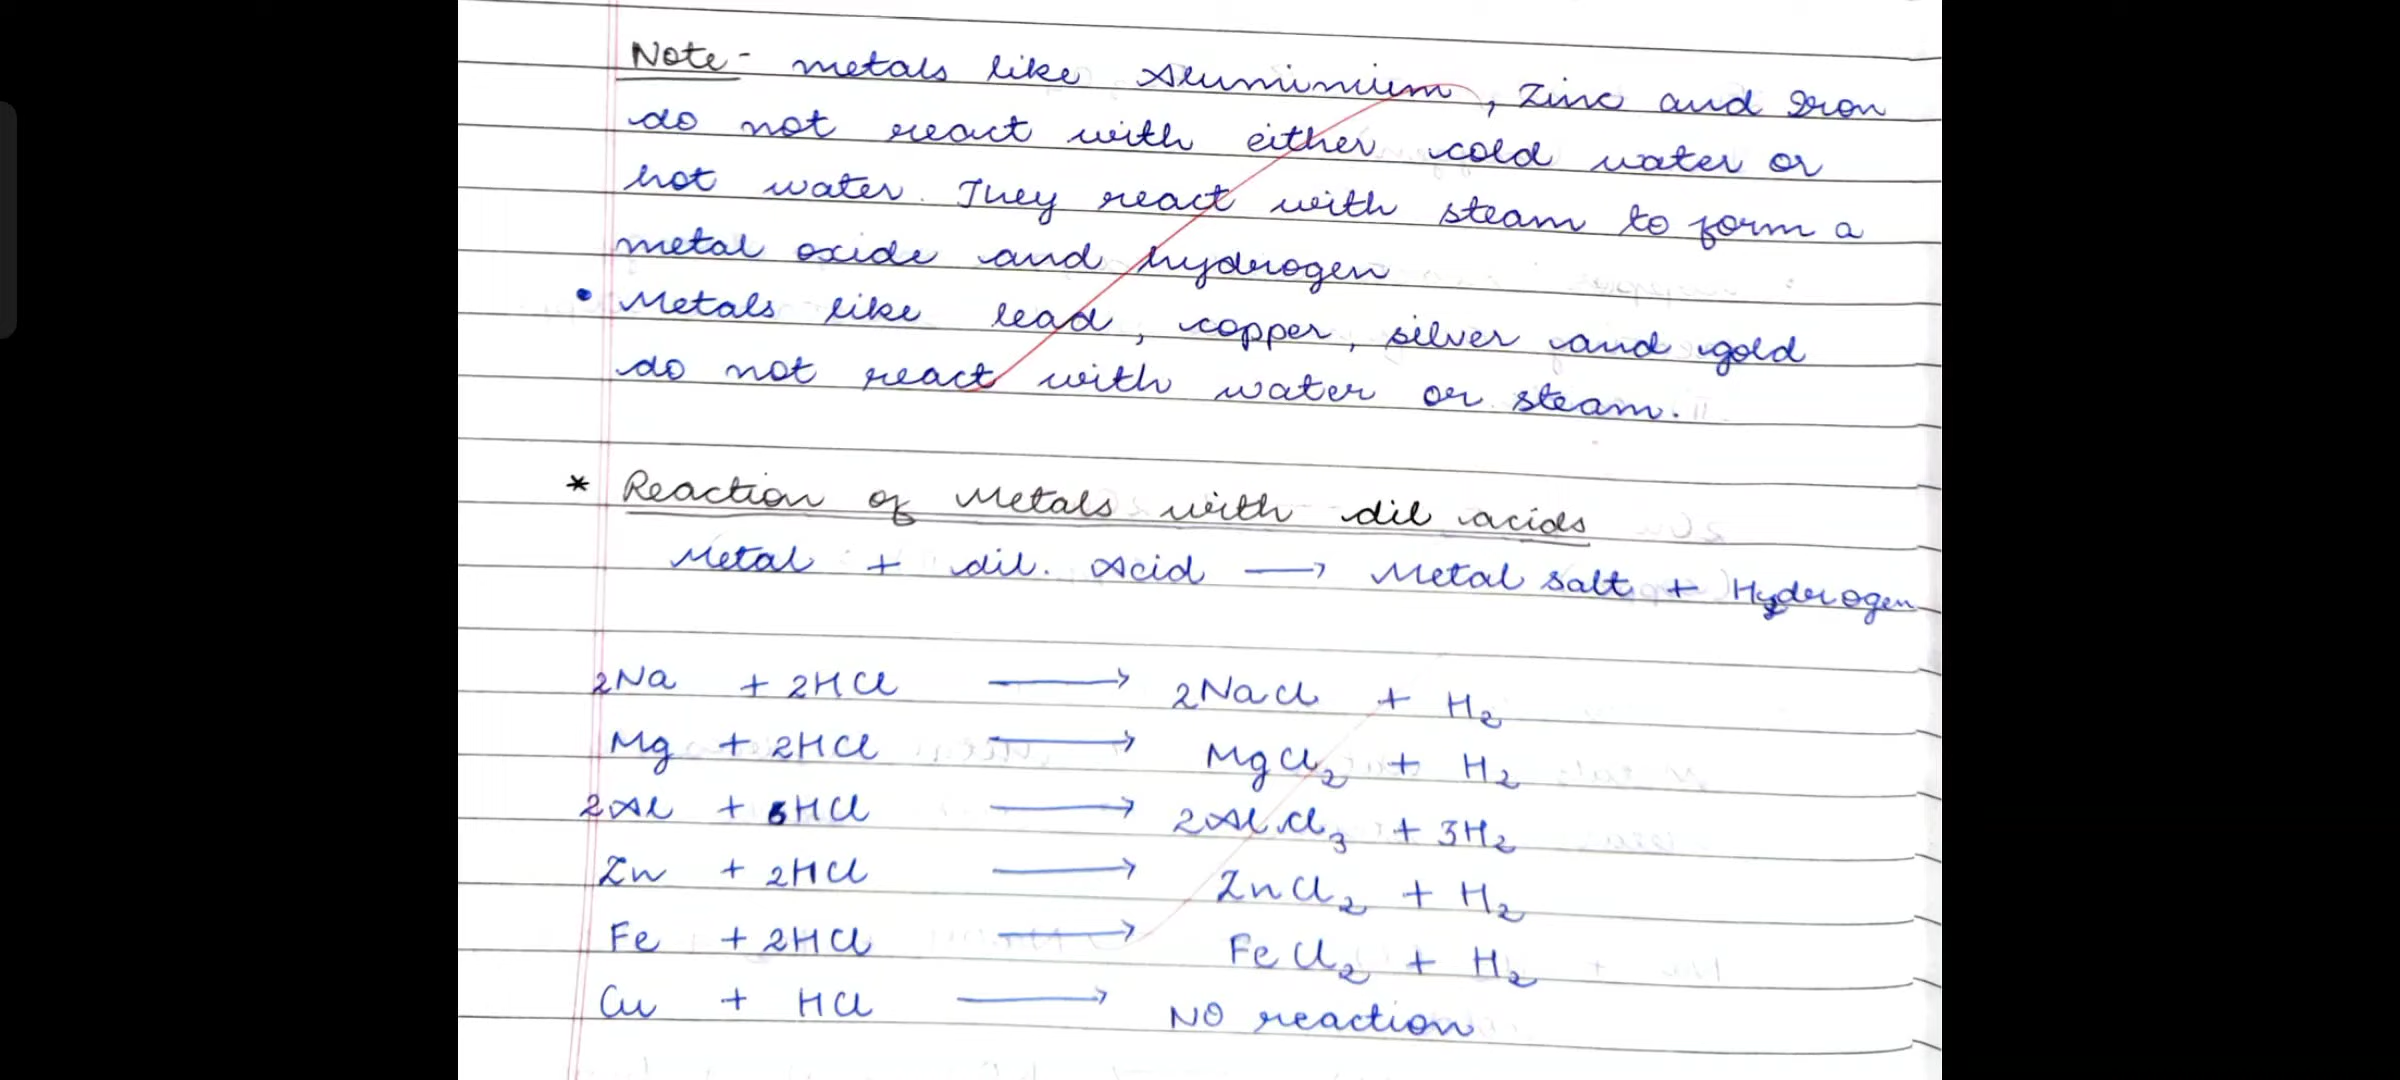 Note - metals like Aluminium, Zinc and Iron
do not react with either cold water or
hot water. They react with steam to form a
metal oxide and hydrogen
• Metals like lead, copper, silver and gold
do not react with water or steam.
* Reaction of Metals with dil acids
Metal + dil. Acid → Metal salt + Hydrogen
2Na + 2HCl → 2NaCl + H₂
Mg + 2HCl → MgCl₂ + H₂
2Al + 6HCl → 2AlCl₃ + 3H₂
Zn + 2HCl → ZnCl₂ + H₂
Fe + 2HCl → FeCl₂ + H₂
Cu + HCl → NO reaction